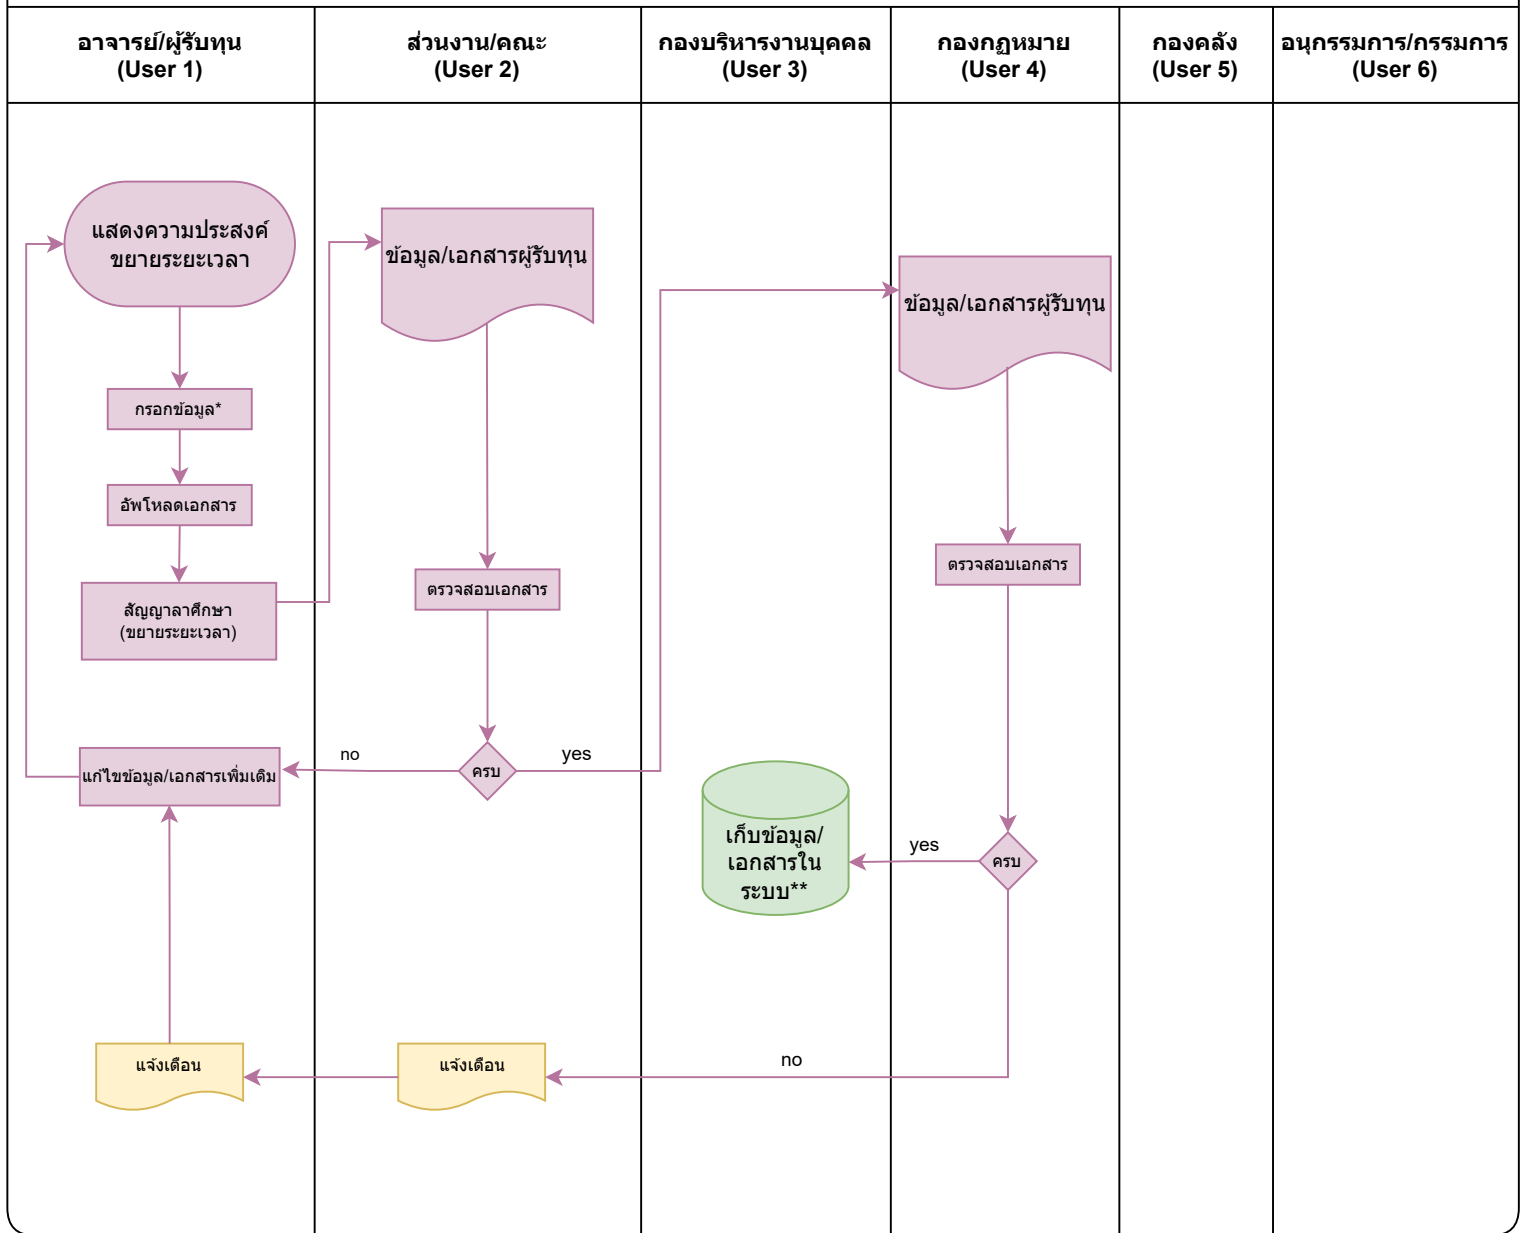 อาจารย์/ผู้รับทุน
(User 1)
ส่วนงาน/คณะ
(User 2)
กองบริหารงานบุคคล
(User 3)
กองกฎหมาย
(User 4)
กองคลัง
(User 5)
อนุกรรมการ/กรรมการ
(User 6)
แสดงความประสงค์
ขยายระยะเวลา
กรอกข้อมูล*
อัพโหลดเอกสาร
สัญญาลาศึกษา
(ขยายระยะเวลา)
แก้ไขข้อมูล/เอกสารเพิ่มเติม
แจ้งเตือน
ข้อมูล/เอกสารผู้รับทุน
ตรวจสอบเอกสาร
ครบ
no
yes
แจ้งเตือน
เก็บข้อมูล/
เอกสารใน
ระบบ**
ข้อมูล/เอกสารผู้รับทุน
ตรวจสอบเอกสาร
ครบ
yes
no